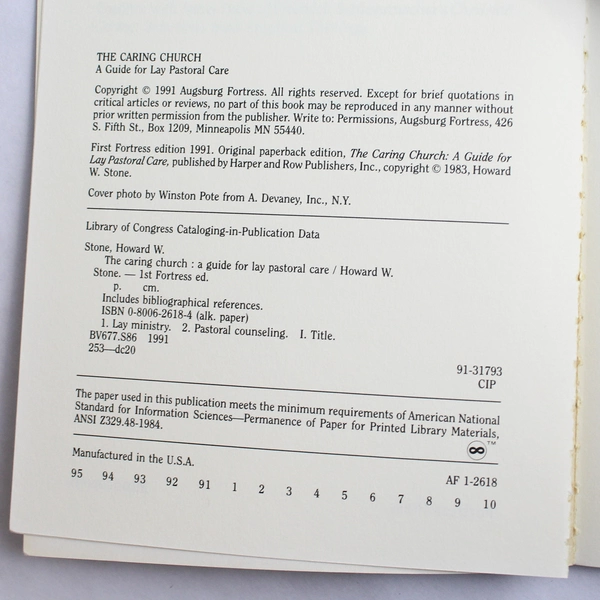 THE CARING CHURCH
A Guide for Lay Pastoral Care
Copyright © 1991 Augsburg Fortress. All rights reserved. Except for brief quotations in
critical articles or reviews, no part of this book may be reproduced in any manner without
prior written permission from the publisher. Write to: Permissions, Augsburg Fortress, 426
S. Fifth St., Box 1209, Minneapolis MN 55440.
First Fortress edition 1991. Original paperback edition, The Caring Church: A Guide for
Lay Pastoral Care, published by Harper and Row Publishers, Inc., copyright © 1983, Howard
W. Stone.
Cover photo by Winston Pote from A. Devaney, Inc., N.Y.
Library of Congress Cataloging-in-Publication Data
Stone, Howard W.
The caring church : a guide for lay pastoral care / Howard W.
Stone. — 1st Fortress ed.
p. cm.
Includes bibliographical references.
ISBN 0-8006-2618-4 (alk. paper)
1. Lay ministry. 2. Pastoral counseling. I. Title.
BV677.S86 1991
253—dc20
91-31793
CIP
The paper used in this publication meets the minimum requirements of American National
Standard for Information Sciences—Permanence of Paper for Printed Library Materials,
ANSI Z329.48-1984.
∞™
Manufactured in the U.S.A.
AF 1-2618
95 94 93 92 91 1 2 3 4 5 6 7 8 9 10